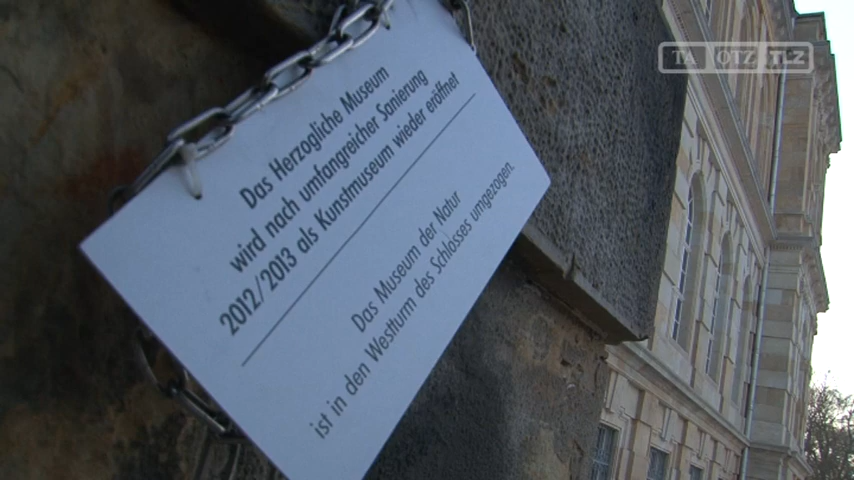 TA OTZ TLZ
Das Herzogliche Museum
wird nach umfangreicher Sanierung
2012/2013 als Kunstmuseum wieder eröffnet
Das Museum der Natur
ist in den Westturm des Schlosses umgezogen.